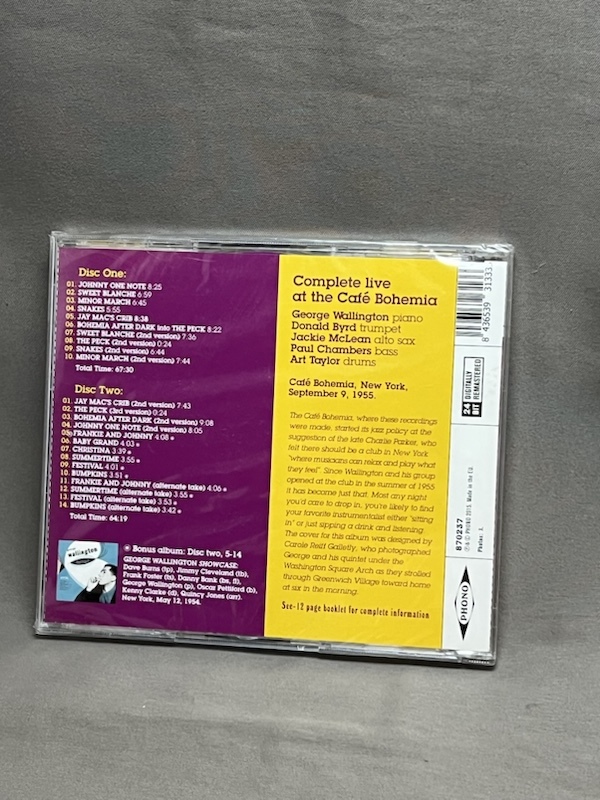 Disc One:
01. JOHNNY ONE NOTE 8:25
02. SWEET BLANCHE 6:59
03. MINOR MARCH 6:45
04. SNAKES 5:55
05. JAY MAC'S CRIB 8:38
06. BOHEMIA AFTER DARK into THE PECK 8:22
07. SWEET BLANCHE (2nd version) 7:36
08. THE PECK (2nd version) 0:24
09. SNAKES (2nd version) 6:44
10. MINOR MARCH (2nd version) 7:44
Total Time: 67:30
Disc Two:
01. JAY MAC'S CRIB (2nd version) 7:43
02. THE PECK (3rd version) 0:24
03. BOHEMIA AFTER DARK (2nd version) 9:08
04. JOHNNY ONE NOTE (2nd version) 8:05
05. FRANKIE AND JOHNNY 4:08
06. BABY GRAND 4:03
07. CHRISTINA 3:39
08. SUMMERTIME 3:55
09. FESTIVAL 4:01
10. BUMPKINS 3:51
11. FRANKIE AND JOHNNY (alternate take) 4:06
12. SUMMERTIME (alternate take) 3:55
13. FESTIVAL (alternate take) 3:53
14. BUMPKINS (alternate take) 3:42
Total Time: 64:19
wallington
Bonus album: Disc two, 5-14
GEORGE WALLINGTON SHOWCASE:
Dave Burns (tp), Jimmy Cleveland (tb),
Frank Foster (ts), Danny Bank (bs, fl),
George Wallington (p), Oscar Pettiford (b),
Kenny Clarke (d), Quincy Jones (arr).
New York, May 12, 1954.
Complete live
at the Café Bohemia
George Wallington piano
Donald Byrd trumpet
Jackie McLean alto sax
Paul Chambers bass
Art Taylor drums
Café Bohemia, New York,
September 9, 1955.
The Café Bohemia, where these recordings
were made, started its jazz policy at the
suggestion of the late Charlie Parker, who
felt there should be a club in New York
"where musicians can relax and play what
they feel". Since Wallington and his group
opened at the club in the summer of 1955
it has become just that. Most any night
you'd care to drop in, you're likely to find
your favorite instrumentalist either "sitting
in" or just sipping a drink and listening.
The cover for this album was designed by
Carole Reiff Galletly, who photographed
George and his quintet under the
Washington Square Arch as they strolled
through Greenwich Village toward home
at six in the morning.
See-12 page booklet for complete information
8 436539 31333
24 BIT
DIGITALLY REMASTERED
870237
℗ & © PHONO 2015. Made in the E.U.
PHONO